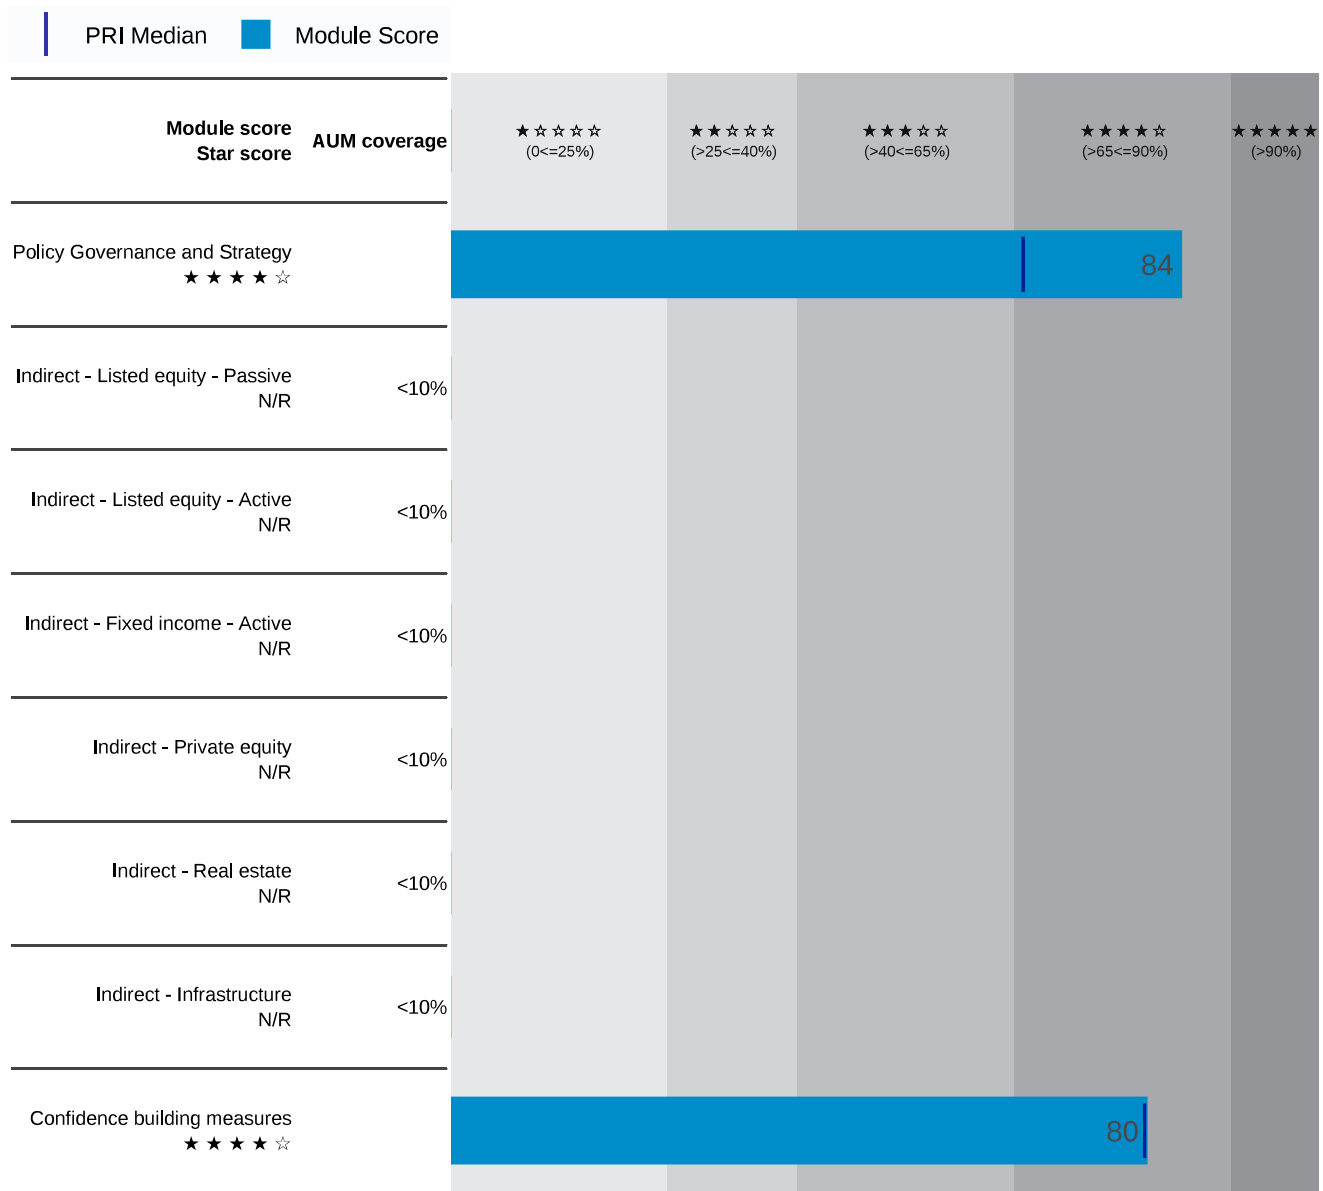 PRI Median Module Score
Module score
Star score
AUM coverage
★☆☆☆☆
(0<=25%)
★★☆☆☆
(>25<=40%)
★★★☆☆
(>40<=65%)
★★★★☆
(>65<=90%)
★★★★★
(>90%)
Policy Governance and Strategy
★★★★☆
84
Indirect - Listed equity - Passive
N/R
<10%
Indirect - Listed equity - Active
N/R
<10%
Indirect - Fixed income - Active
N/R
<10%
Indirect - Private equity
N/R
<10%
Indirect - Real estate
N/R
<10%
Indirect - Infrastructure
N/R
<10%
Confidence building measures
★★★★☆
80